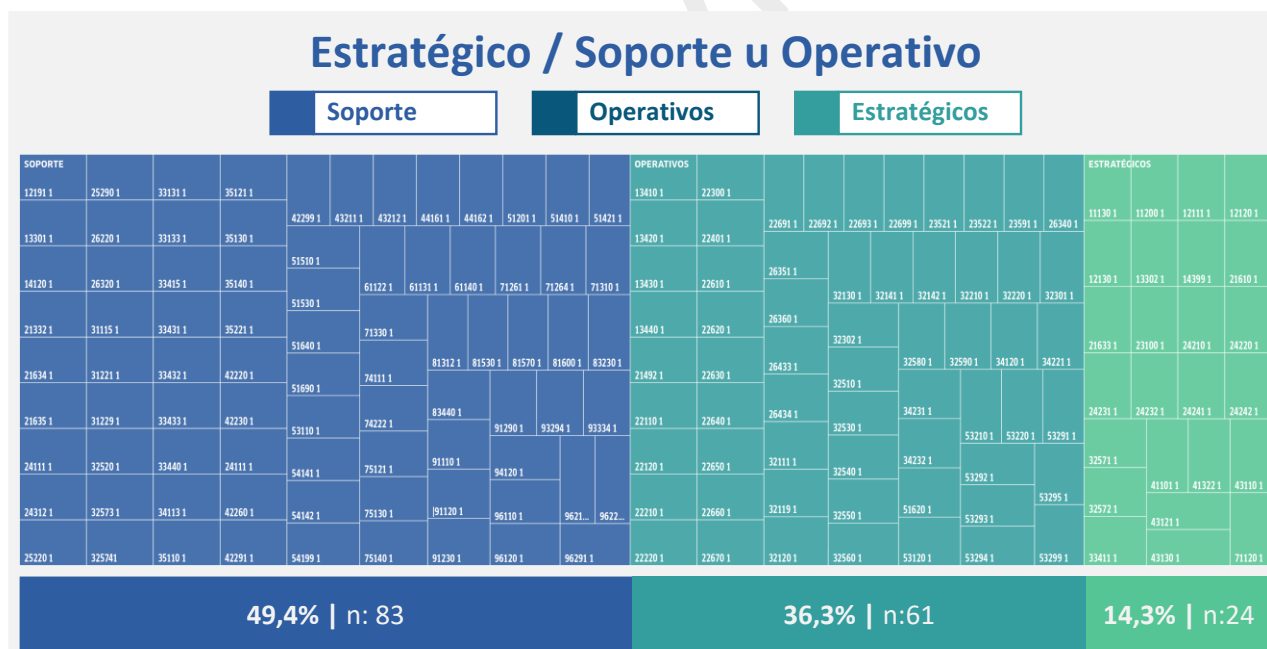 Estratégico / Soporte u Operativo
Soporte
Operativos
Estratégicos
SOPORTE
12191 1 25290 1 33131 1 35121 1
42299 1 43211 1 43212 1 44161 1 44162 1 51201 1 51410 1 51421 1
13301 1 26220 1 33133 1 35130 1
51510 1
14120 1 26320 1 33415 1 35140 1
61122 1 61131 1 61140 1 71261 1 71264 1 71310 1
51530 1
21332 1 31115 1 33431 1 35221 1
71330 1
51640 1
81312 1 81530 1 81570 1 81600 1 83230 1
21634 1 31221 1 33432 1 42220 1
74111 1
51690 1
83440 1
21635 1 31229 1 33433 1 42230 1
74222 1
53110 1
91290 1 93294 1 93334 1
24111 1 32520 1 33440 1 24111 1
91110 1
75121 1
54141 1
94120 1
24312 1 32573 1 34113 1 42260 1
91120 1
75130 1
54142 1
96110 1 9621... 9622...
25220 1 325741 35110 1 42291 1 54199 1 75140 1 91230 1 96120 1 96291 1
OPERATIVOS
13410 1 22300 1
22691 1 22692 1 22693 1 22699 1 23521 1 23522 1 23591 1 26340 1
13420 1 22401 1
26351 1
13430 1 22610 1
32130 1 32141 1 32142 1 32210 1 32220 1 32301 1
26360 1
13440 1 22620 1
32302 1
26433 1
32580 1 32590 1 34120 1 34221 1
21492 1 22630 1
32510 1
26434 1
34231 1
22110 1 22640 1
32530 1
53210 1 53220 1 53291 1
22120 1 22650 1
32111 1
34232 1
32540 1
53292 1
53295 1
22210 1 22660 1
32119 1
51620 1
32550 1
53293 1
22220 1 22670 1 32120 1 32560 1 53120 1 53294 1 53299 1
ESTRATÉGICOS
11130 1 11200 1 12111 1 12120 1
12130 1 13302 1 14399 1 21610 1
21633 1 23100 1 24210 1 24220 1
24231 1 24232 1 24241 1 24242 1
32571 1
41101 1 41322 1 43110 1
32572 1
43121 1
33411 1 43130 1 71120 1
49,4% | n: 83
36,3% | n:61
14,3% | n:24